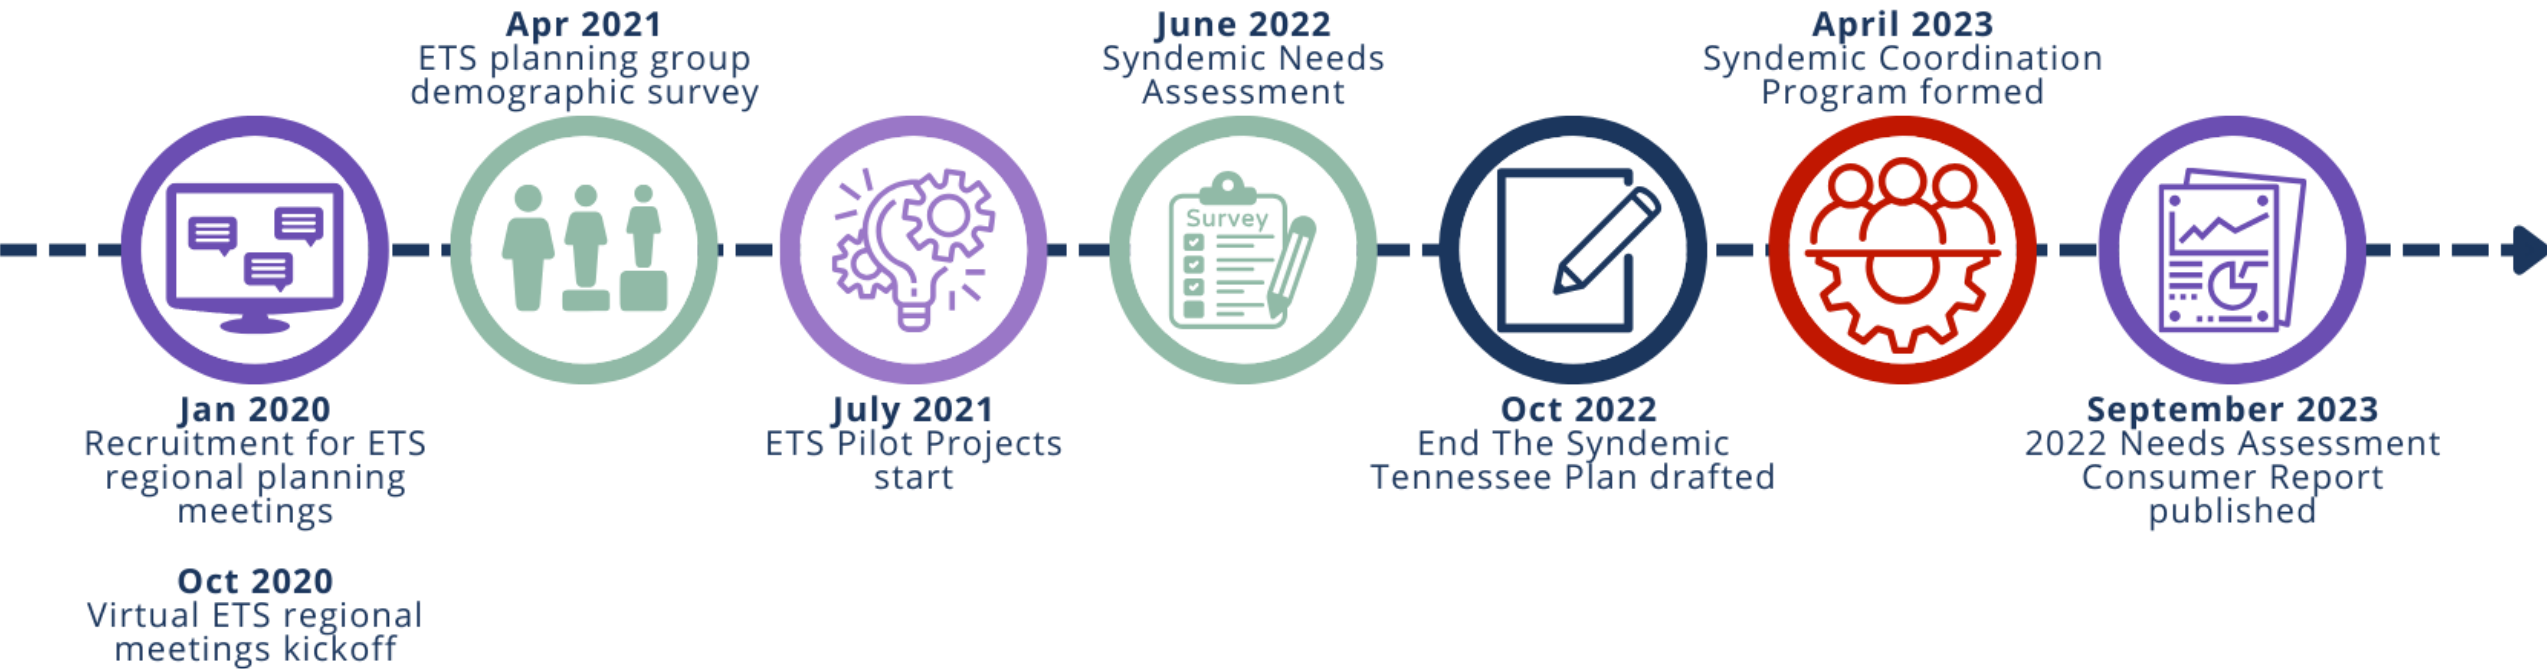 Jan 2020
Recruitment for ETS
regional planning
meetings
Oct 2020
Virtual ETS regional
meetings kickoff
Apr 2021
ETS planning group
demographic survey
July 2021
ETS Pilot Projects
start
June 2022
Syndemic Needs
Assessment
Survey
Oct 2022
End The Syndemic
Tennessee Plan drafted
April 2023
Syndemic Coordination
Program formed
September 2023
2022 Needs Assessment
Consumer Report
published